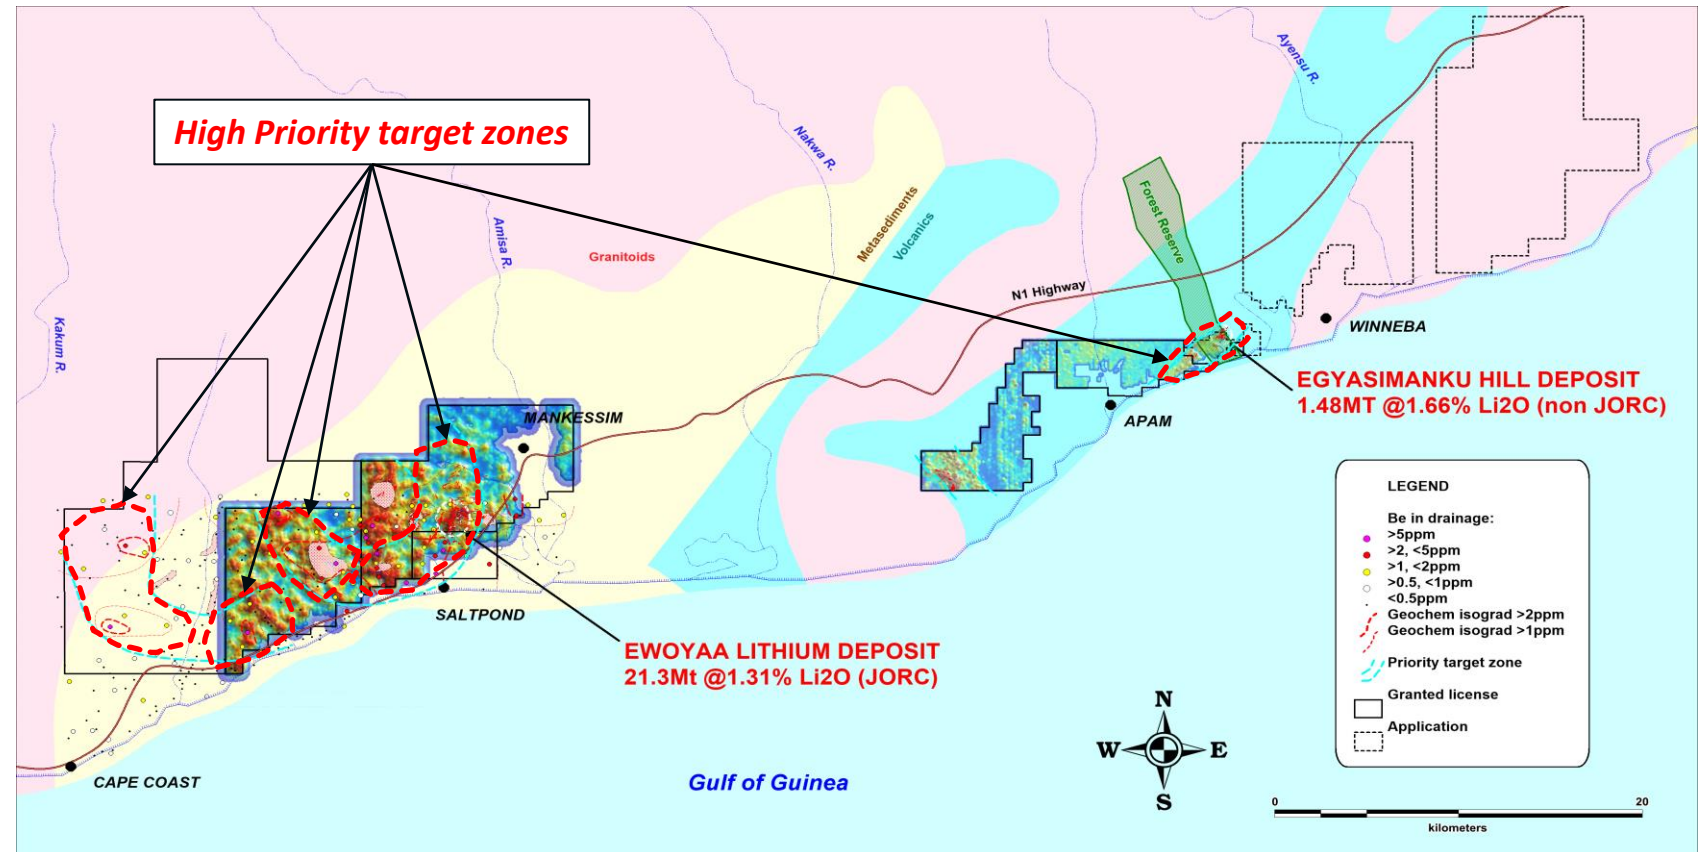 High Priority target zones
Ayensu R.
Nakwa R.
Amisa R.
Kakum R.
Granitoids
Metasediments
Volcanics
Forest Reserve
N1 Highway
WINNEBA
EGYASIMANKU HILL DEPOSIT
1.48MT @1.66% Li2O (non JORC)
APAM
MANKESSIM
SALTPOND
EWOYAA LITHIUM DEPOSIT
21.3Mt @1.31% Li2O (JORC)
CAPE COAST
Gulf of Guinea
N
W
E
S
LEGEND
Be in drainage:
>5ppm
>2, <5ppm
>1, <2ppm
>0.5, <1ppm
<0.5ppm
Geochem isograd >2ppm
Geochem isograd >1ppm
Priority target zone
Granted license
Application
0
20
kilometers